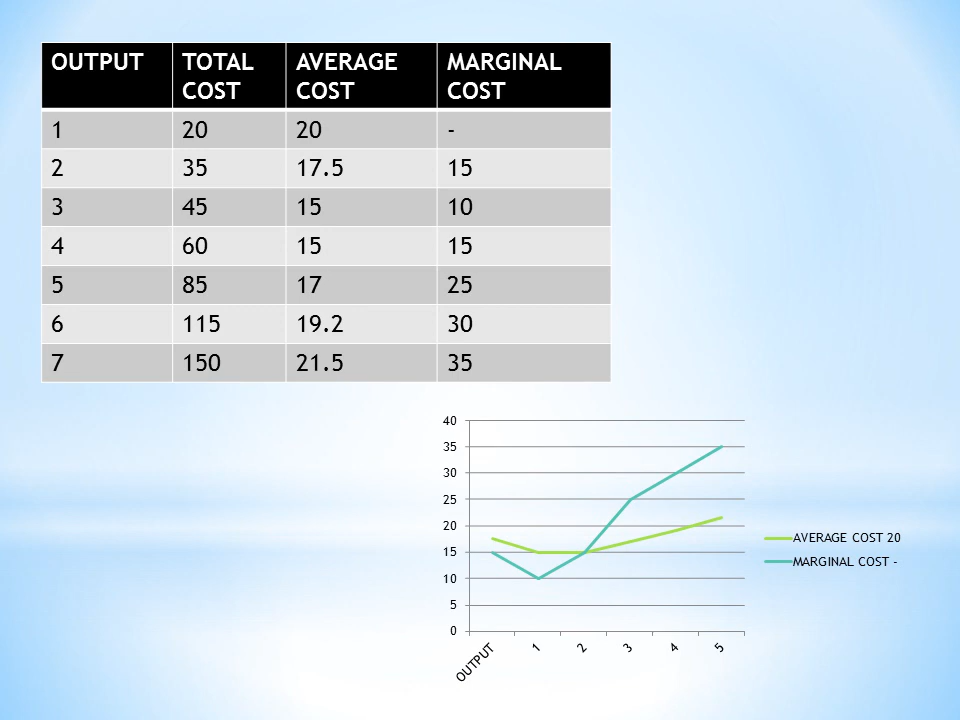 OUTPUT TOTAL COST AVERAGE COST MARGINAL COST
1 20 20 -
2 35 17.5 15
3 45 15 10
4 60 15 15
5 85 17 25
6 115 19.2 30
7 150 21.5 35
40
35
30
25
20
15
10
5
0
OUTPUT 1 2 3 4 5
AVERAGE COST 20
MARGINAL COST -